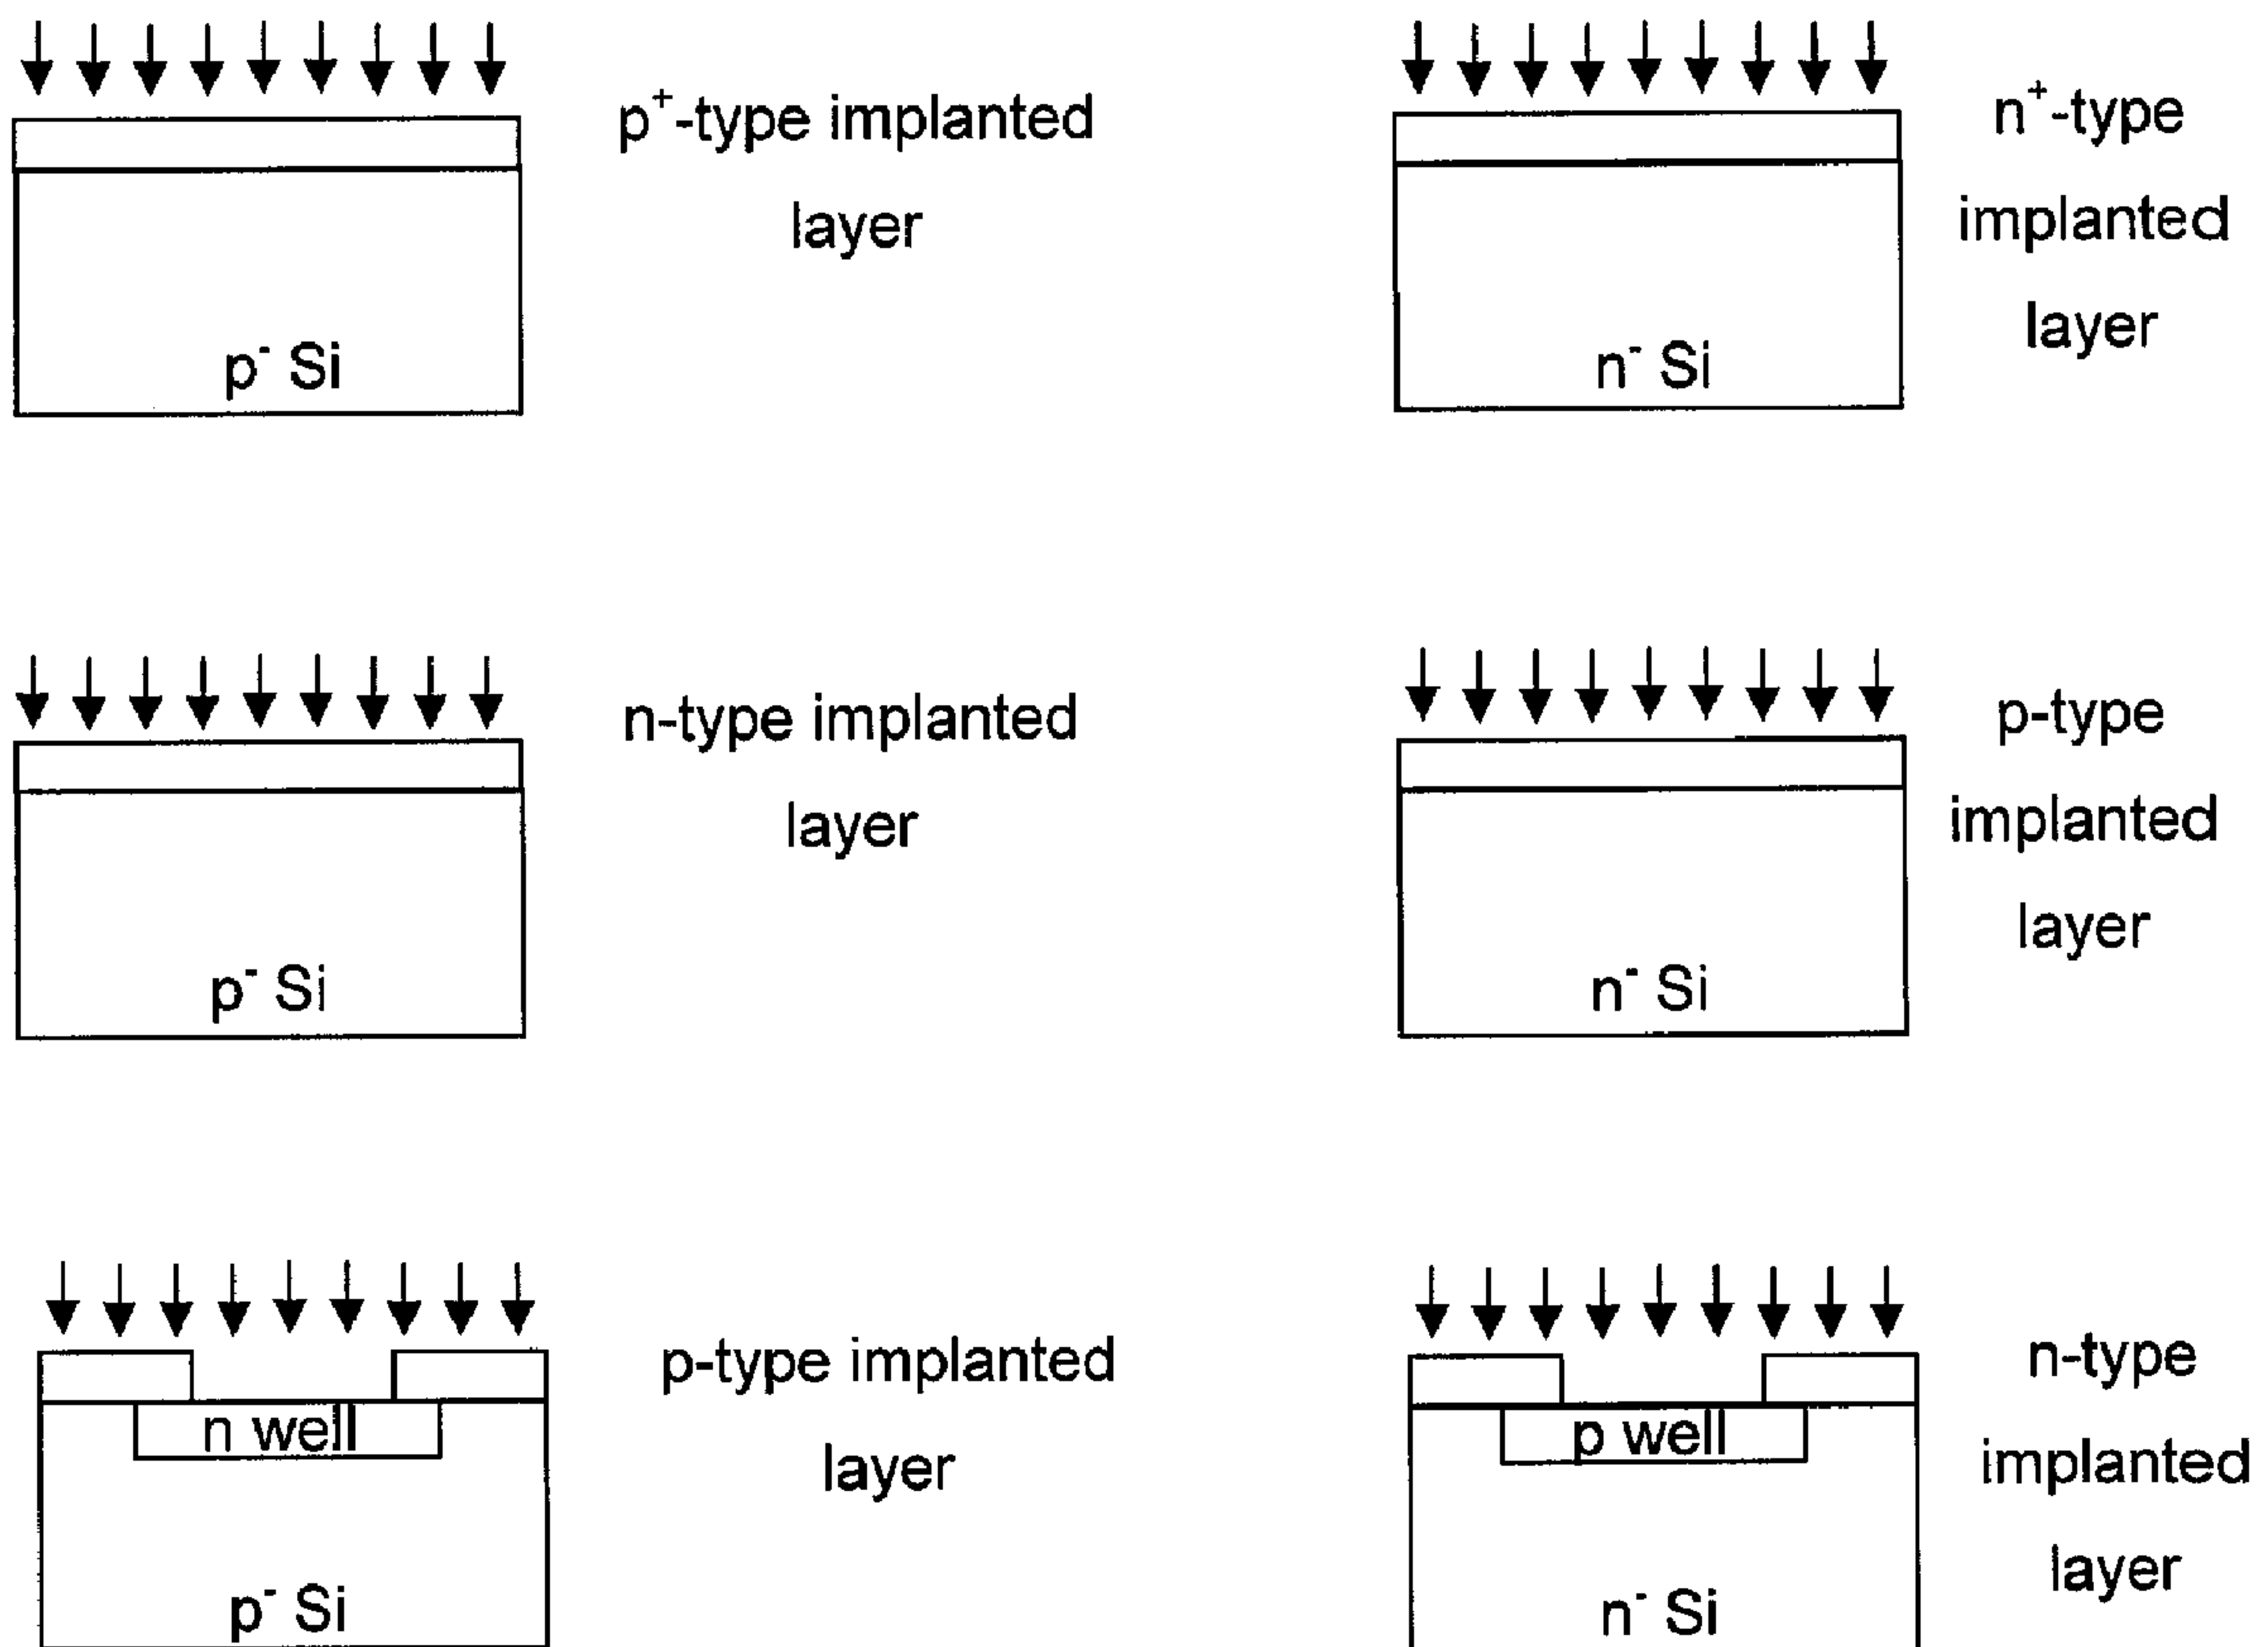 p⁺-type implanted
layer
p⁻ Si
n⁺-type
implanted
layer
n⁻ Si
n-type implanted
layer
p⁻ Si
p-type
implanted
layer
n⁻ Si
p-type implanted
layer
n well
p⁻ Si
n-type
implanted
layer
p well
n⁻ Si